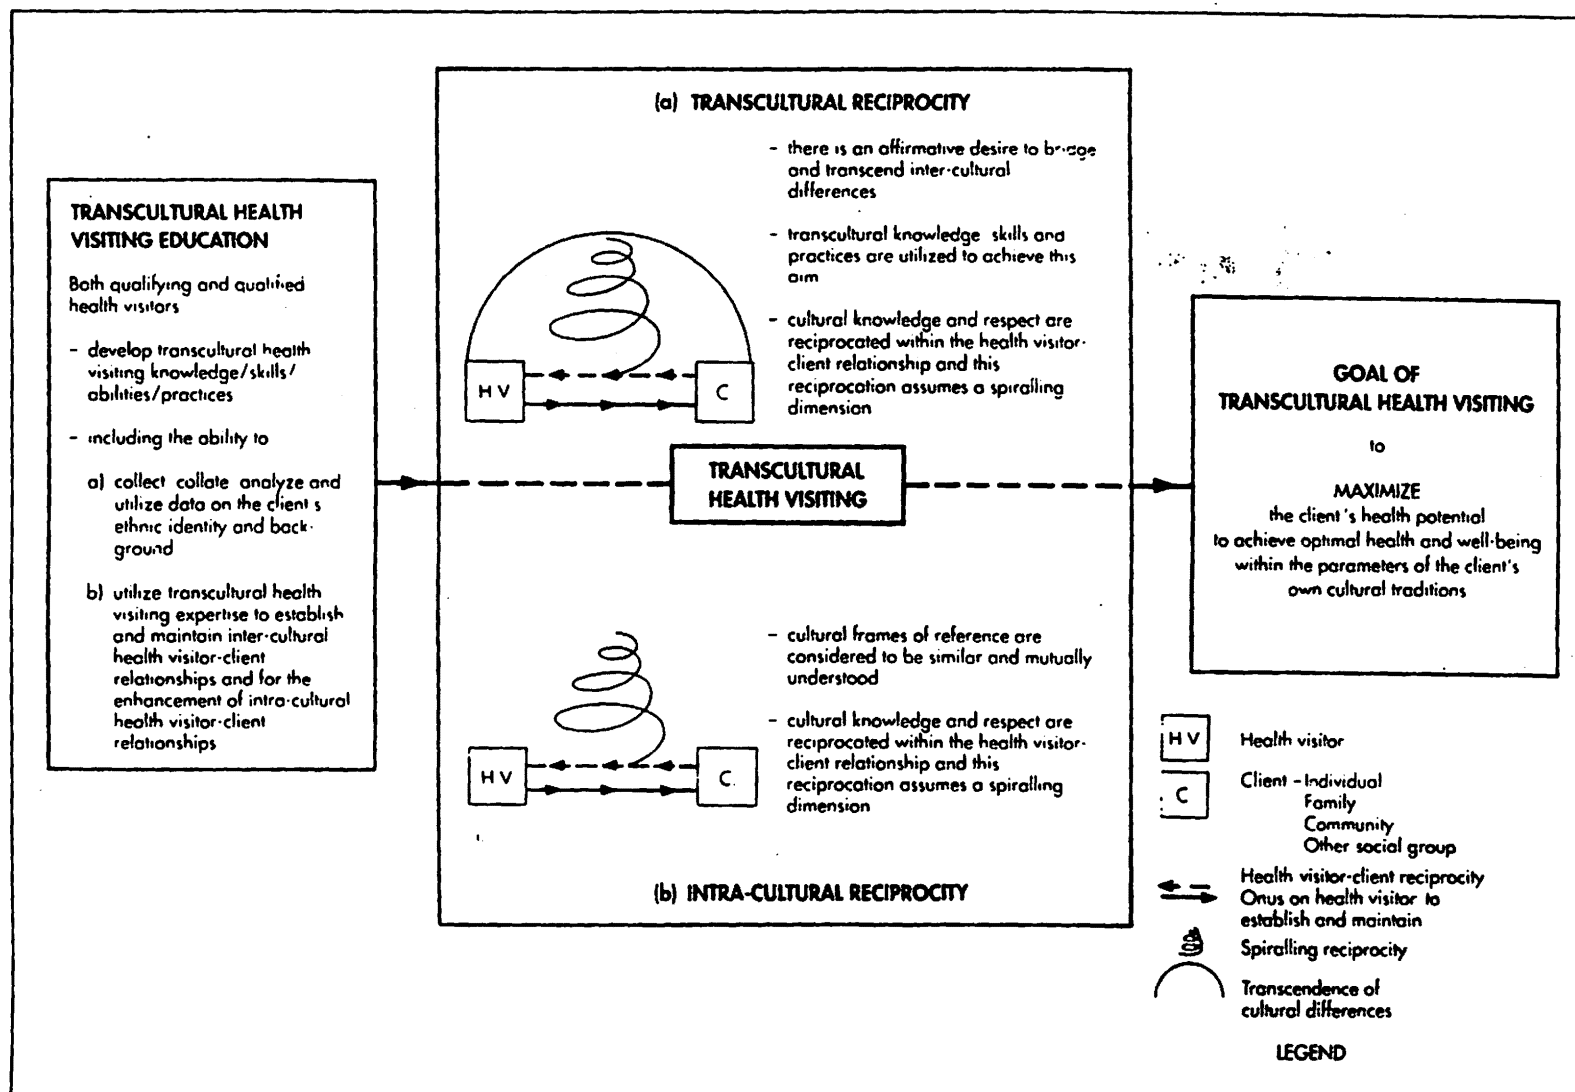 TRANSCULTURAL HEALTH
VISITING EDUCATION
Both qualifying and qualified
health visitors
- develop transcultural health
visiting knowledge/skills/
abilities/practices
- including the ability to
a) collect collate analyze and
utilize data on the client s
ethnic identity and back-
ground
b) utilize transcultural health
visiting expertise to establish
and maintain inter-cultural
health visitor-client
relationships and for the
enhancement of intra-cultural
health visitor-client
relationships
(a) TRANSCULTURAL RECIPROCITY
- there is an affirmative desire to bridge
and transcend inter-cultural
differences
- transcultural knowledge skills and
practices are utilized to achieve this
aim
- cultural knowledge and respect are
reciprocated within the health visitor-
client relationship and this
reciprocation assumes a spiralling
dimension
HV
C
TRANSCULTURAL
HEALTH VISITING
- cultural frames of reference are
considered to be similar and mutually
understood
- cultural knowledge and respect are
reciprocated within the health visitor-
client relationship and this
reciprocation assumes a spiralling
dimension
HV
C
(b) INTRA-CULTURAL RECIPROCITY
GOAL OF
TRANSCULTURAL HEALTH VISITING
to
MAXIMIZE
the client's health potential
to achieve optimal health and well-being
within the parameters of the client's
own cultural traditions
HV Health visitor
C Client - Individual
Family
Community
Other social group
Health visitor-client reciprocity
Onus on health visitor to
establish and maintain
Spiralling reciprocity
Transcendence of
cultural differences
LEGEND